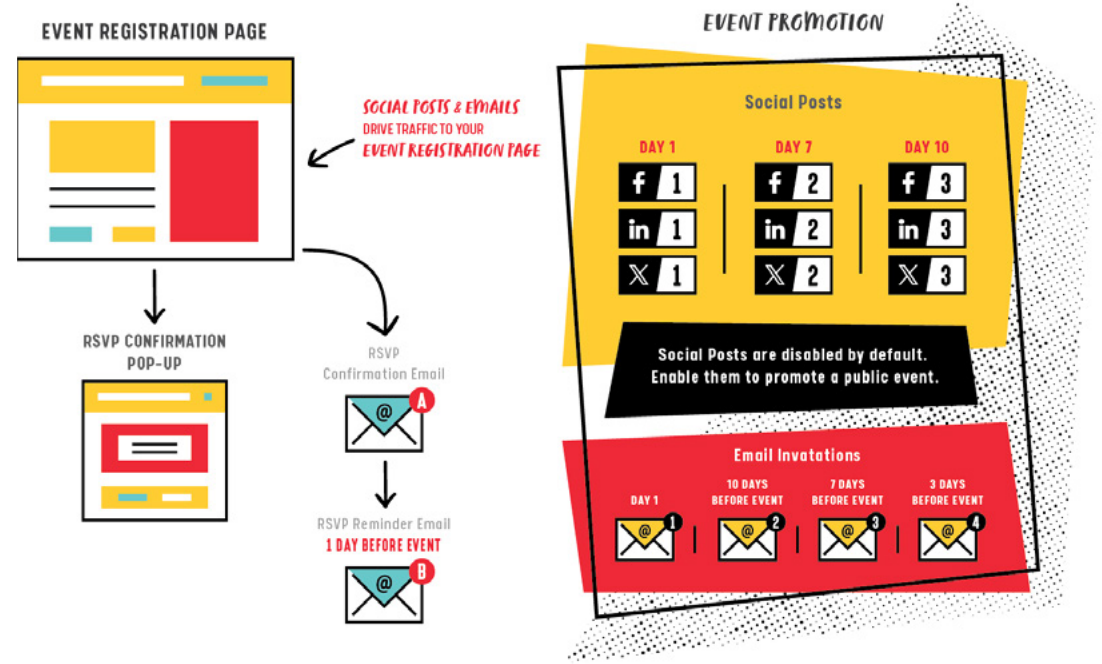 EVENT REGISTRATION PAGE
SOCIAL POSTS & EMAILS
DRIVE TRAFFIC TO YOUR
EVENT REGISTRATION PAGE
RSVP CONFIRMATION
POP-UP
RSVP
Confirmation Email
@ A
RSVP Reminder Email
1 DAY BEFORE EVENT
@ B
EVENT PROMOTION
Social Posts
DAY 1 DAY 7 DAY 10
f 1 f 2 f 3
in 1 in 2 in 3
X 1 X 2 X 3
Social Posts are disabled by default.
Enable them to promote a public event.
Email Invatations
DAY 1
10 DAYS
BEFORE EVENT
7 DAYS
BEFORE EVENT
3 DAYS
BEFORE EVENT
@ 1 @ 2 @ 3 @ 4